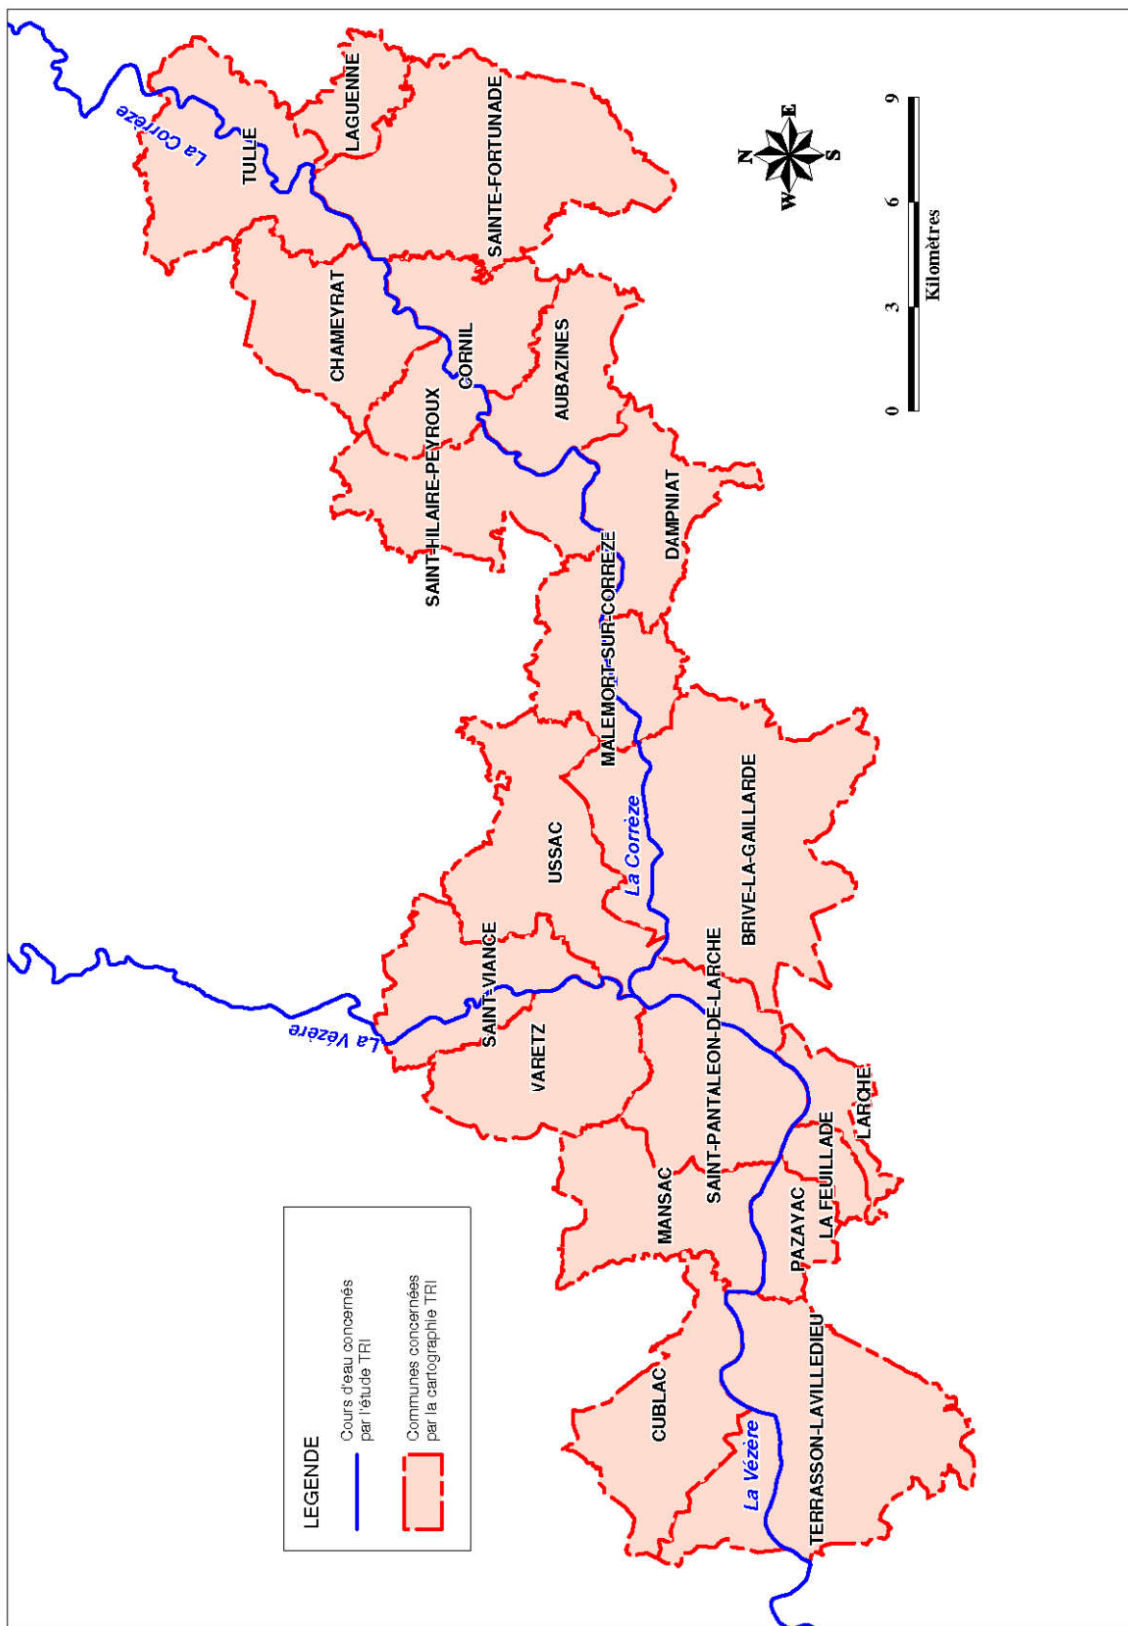 La Corrèze
TULLE
LAGUENNE
SAINTE-FORTUNADE
CHAMEYRAT
CORNIL
AUBAZINES
SAINT-HILAIRE-PEYROUX
DAMPNIAT
MALEMORT-SUR-CORREZE
USSAC
La Corrèze
BRIVE-LA-GAILLARDE
La Vézère
SAINT-VIANCE
VARETZ
SAINT-PANTALEON-DE-LARCHE
LARCHE
LA FEUILLADE
PAZAYAC
MANSAC
CUBLAC
La Vézère
TERRASSON-LAVILLEDIEU
LEGENDE
Cours d'eau concernés
par l'étude TRI
Communes concernées
par la cartographie TRI
N
W E
S
0 3 6 9
Kilomètres